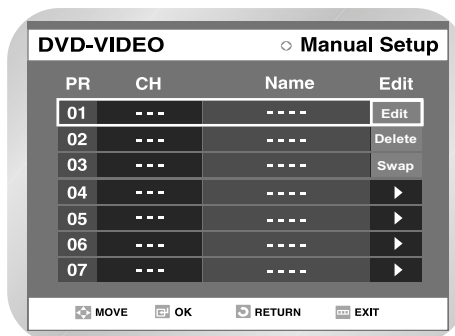 DVD-VIDEO Manual Setup
PR CH Name Edit
01 --- ---- Edit
02 --- ---- Delete
03 --- ---- Swap
04 --- ---- ►
05 --- ---- ►
06 --- ---- ►
07 --- ---- ►
MOVE OK RETURN EXIT